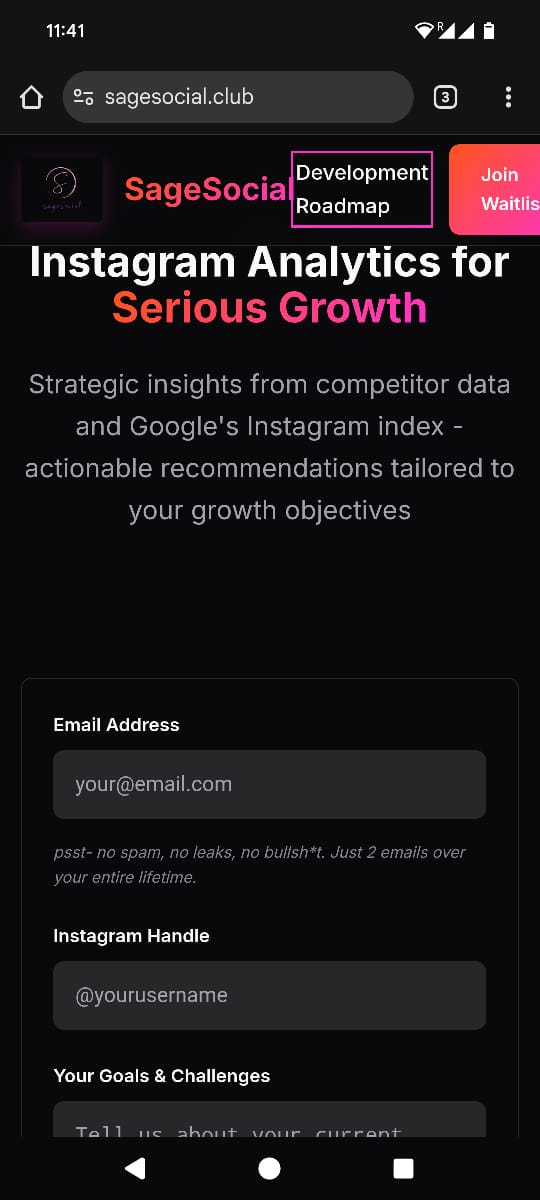 11:41
R
sagesocial.club
3
sagesocial
SageSocial
Development
Roadmap
Join
Waitlis
Instagram Analytics for
Serious Growth
Strategic insights from competitor data
and Google's Instagram index -
actionable recommendations tailored to
your growth objectives
Email Address
your@email.com
psst- no spam, no leaks, no bullsh*t. Just 2 emails over
your entire lifetime.
Instagram Handle
@yourusername
Your Goals & Challenges
Tell us about your current